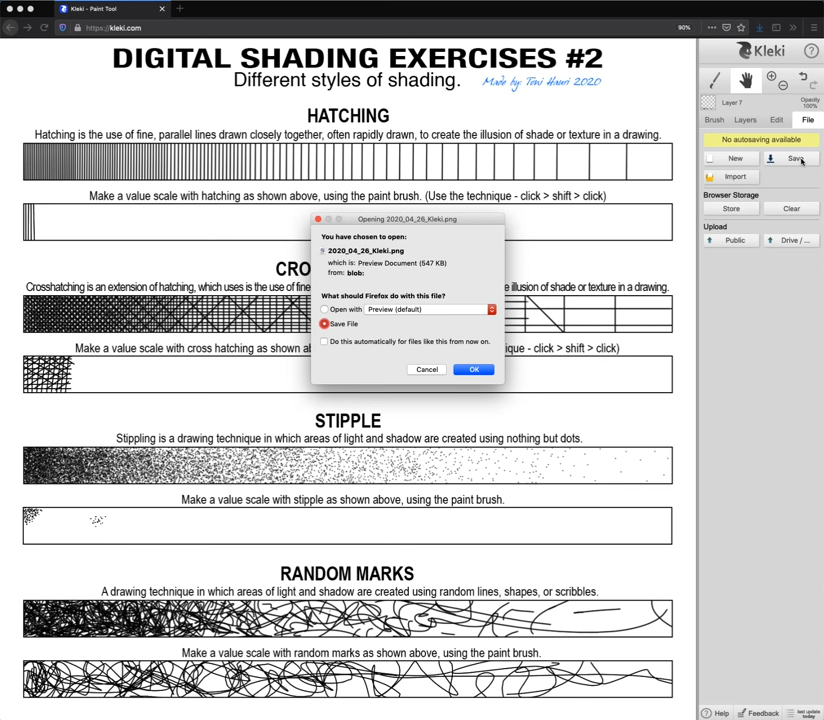 Kleki - Paint Tool
https://kleki.com
90%
DIGITAL SHADING EXERCISES #2
Different styles of shading.
Made by: Toni Hauri 2020
HATCHING
Hatching is the use of fine, parallel lines drawn closely together, often rapidly drawn, to create the illusion of shade or texture in a drawing.
Make a value scale with hatching as shown above, using the paint brush. (Use the technique - click > shift > click)
CRO
Crosshatching is an extension of hatching, which uses is the use of fine
e illusion of shade or texture in a drawing.
Make a value scale with cross hatching as shown ab
ique - click > shift > click)
STIPPLE
Stippling is a drawing technique in which areas of light and shadow are created using nothing but dots.
Make a value scale with stipple as shown above, using the paint brush.
RANDOM MARKS
A drawing technique in which areas of light and shadow are created using random lines, shapes, or scribbles.
Make a value scale with random marks as shown above, using the paint brush.
Opening 2020_04_26_Kleki.png
You have chosen to open:
2020_04_26_Kleki.png
which is: Preview Document (547 KB)
from: blob:
What should Firefox do with this file?
Open with Preview (default)
Save File
Do this automatically for files like this from now on.
Cancel OK
Kleki ?
Layer 7
Opacity
100%
Brush Layers Edit File
No autosaving available
New Save
Import
Browser Storage
Store Clear
Upload
Public Drive / ...
Help Feedback last update
today